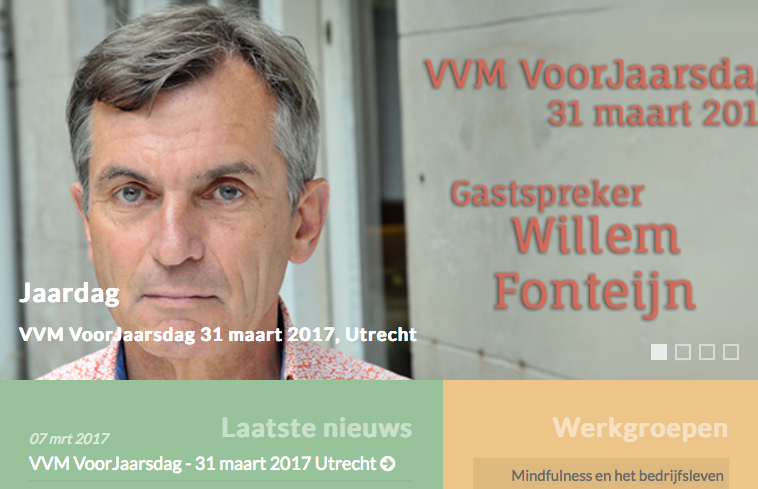 VVM VoorJaarsda
31 maart 201
Gastspreker
Willem
Fonteijn
Jaardag
VVM VoorJaarsdag 31 maart 2017, Utrecht
Laatste nieuws
07 mrt 2017
VVM VoorJaarsdag - 31 maart 2017 Utrecht
Werkgroepen
Mindfulness en het bedrijfsleven